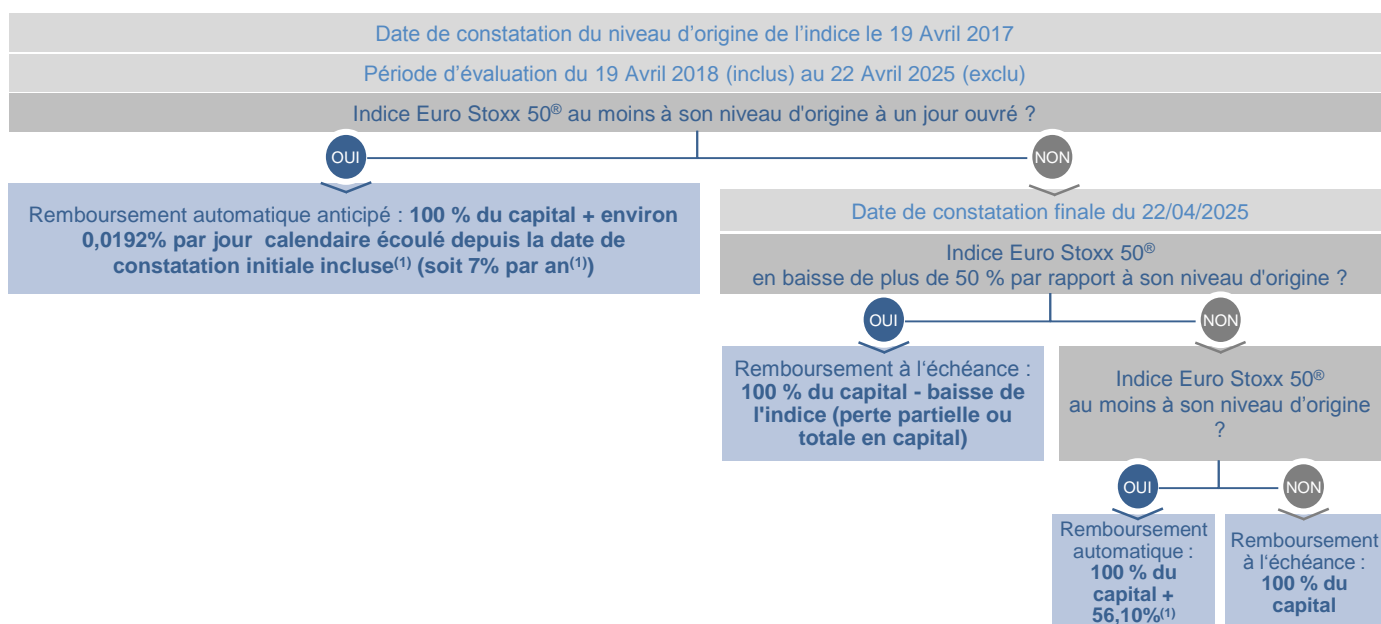 Date de constatation du niveau d'origine de l'indice le 19 Avril 2017
Période d'évaluation du 19 Avril 2018 (inclus) au 22 Avril 2025 (exclu)
Indice Euro Stoxx 50® au moins à son niveau d'origine à un jour ouvré ?
OUI
NON
Remboursement automatique anticipé : 100 % du capital + environ
0,0192% par jour calendaire écoulé depuis la date de
constatation initiale incluse(1) (soit 7% par an(1))
Date de constatation finale du 22/04/2025
Indice Euro Stoxx 50®
en baisse de plus de 50 % par rapport à son niveau d'origine ?
OUI
NON
Remboursement à l'échéance :
100 % du capital - baisse de
l'indice (perte partielle ou
totale en capital)
Indice Euro Stoxx 50®
au moins à son niveau d'origine
?
OUI
NON
Remboursement
automatique :
100 % du
capital +
56,10%(1)
Remboursement
à l'échéance :
100 % du
capital